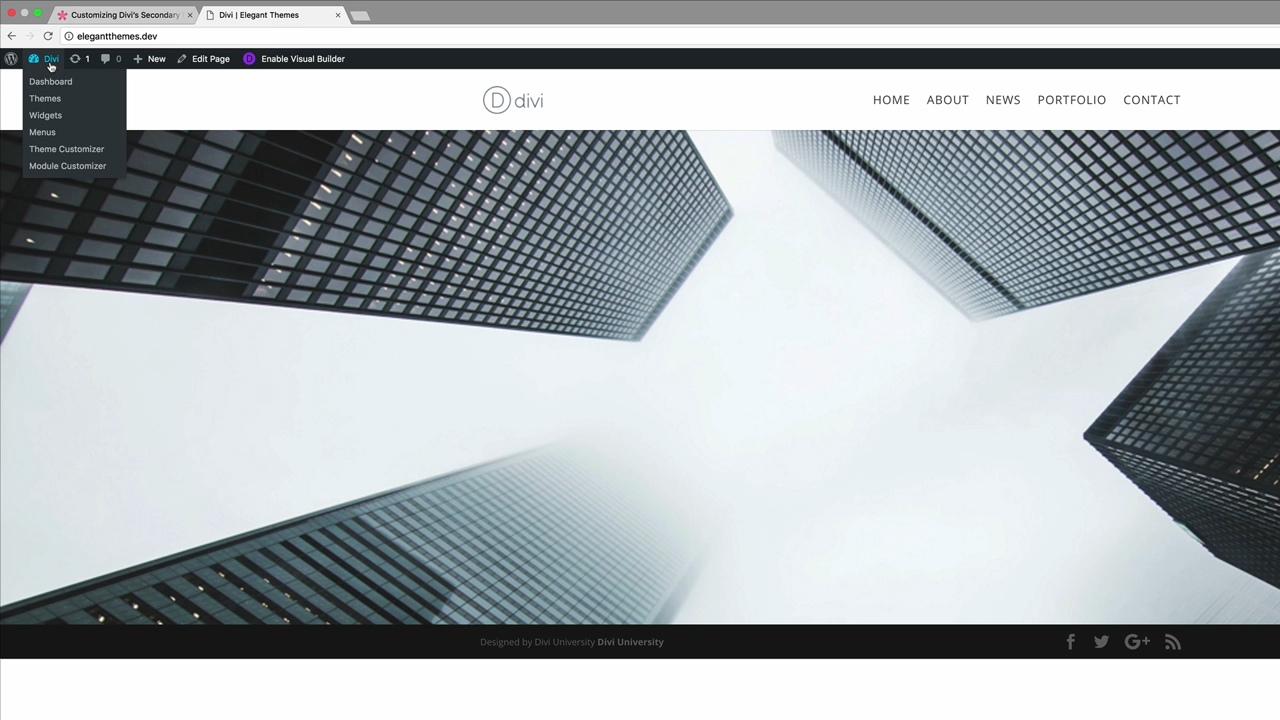 Customizing Divi's Secondary
Divi | Elegant Themes
elegantthemes.dev
Divi 1 0 New Edit Page D Enable Visual Builder
Dashboard
Themes
Widgets
Menus
Theme Customizer
Module Customizer
D divi
HOME ABOUT NEWS PORTFOLIO CONTACT
Designed by Divi University Divi University